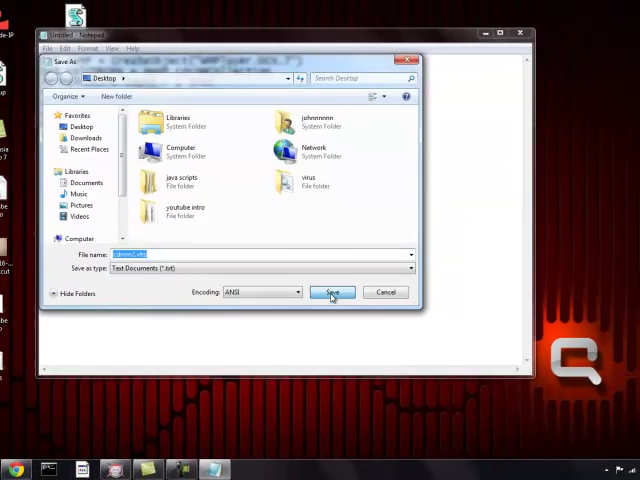 Untitled - Notepad
File Edit Format View Help
Save As
Desktop
Search Desktop
Organize
New folder
Favorites
Desktop
Downloads
Recent Places
Libraries
Documents
Music
Pictures
Videos
Computer
Libraries
System Folder
johnnnnnn
System Folder
Computer
System Folder
Network
System Folder
java scripts
File folder
virus
File folder
youtube intro
File folder
File name:
Save as type: Text Documents (*.txt)
Hide Folders
Encoding: ANSI
Save
Cancel